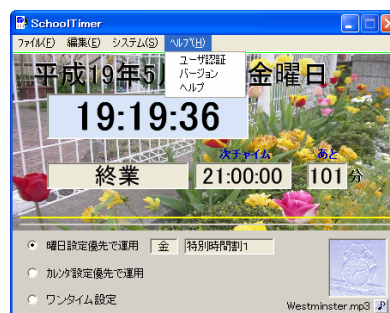 SchoolTimer
ファイル(F) 編集(E) システム(S) ヘルプ(H)
ユーザ認証
バージョン
ヘルプ
平成19年5 金曜日
19:19:36
次チャイム あと
終業 21:00:00 101 分
曜日設定優先で運用 金 特別時間割1
カレンダ設定優先で運用
ワンタイム設定
Westminster.mp3